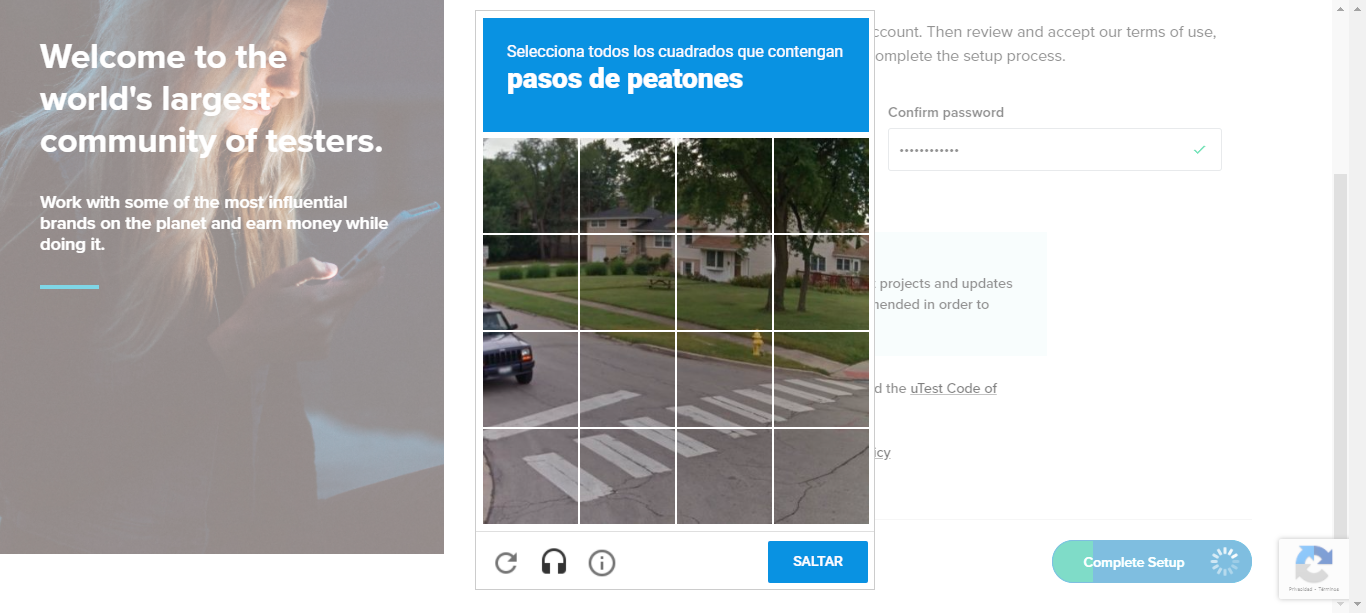 Welcome to the
world's largest
community of testers.
Work with some of the most influential
brands on the planet and earn money while
doing it.
Selecciona todos los cuadrados que contengan
pasos de peatones
SALTAR
ccount. Then review and accept our terms of use,
omplete the setup process.
Confirm password
••••••••••••
projects and updates
nended in order to
d the uTest Code of
icy
Complete Setup
Privacidad - Términos